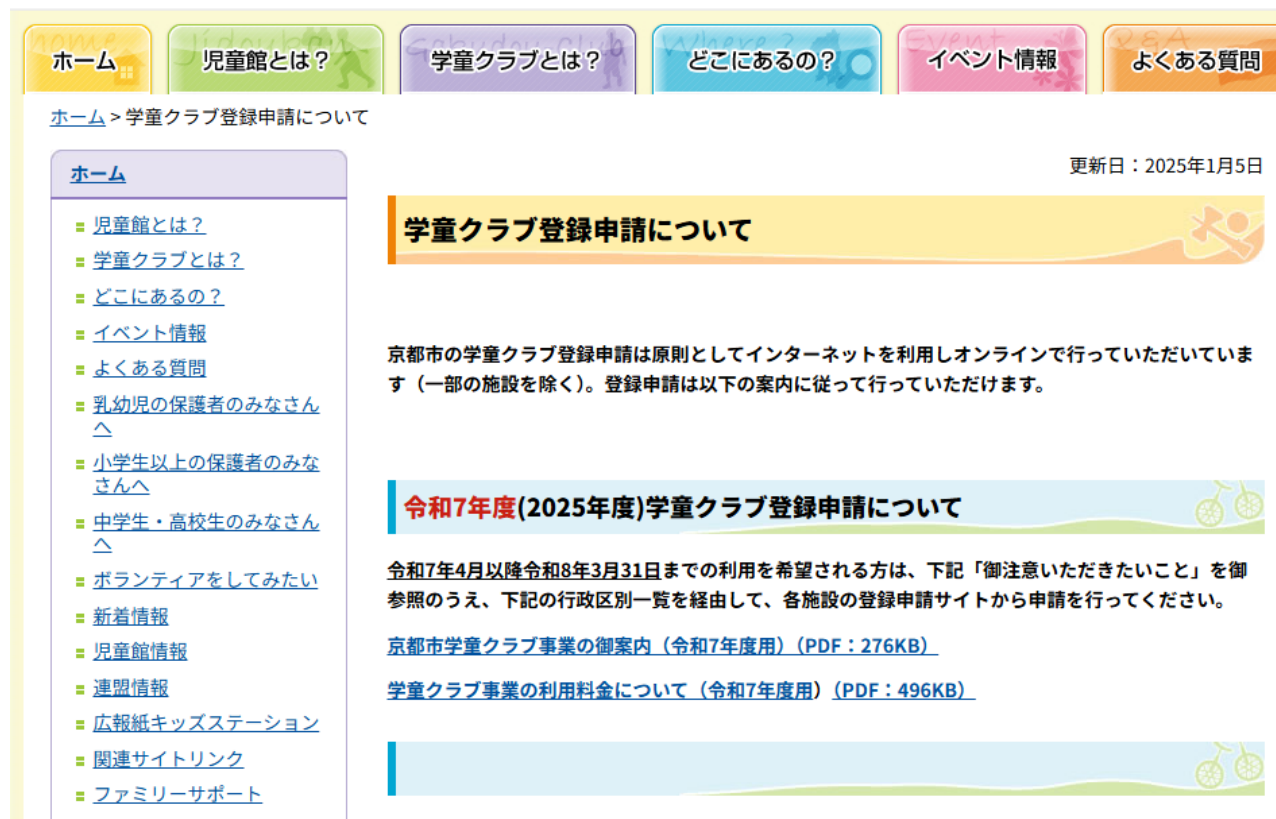 ホーム 児童館とは？ 学童クラブとは？ どこにあるの？ イベント情報 よくある質問
ホーム > 学童クラブ登録申請について
更新日：2025年1月5日
ホーム
児童館とは？
学童クラブとは？
どこにあるの？
イベント情報
よくある質問
乳幼児の保護者のみなさん
へ
小学生以上の保護者のみな
さんへ
中学生・高校生のみなさん
へ
ボランティアをしてみたい
新着情報
児童館情報
連盟情報
広報紙キッズステーション
関連サイトリンク
ファミリーサポート
学童クラブ登録申請について
京都市の学童クラブ登録申請は原則としてインターネットを利用しオンラインで行っていただいていま
す（一部の施設を除く）。登録申請は以下の案内に従って行っていただけます。
令和7年度(2025年度)学童クラブ登録申請について
令和7年4月以降令和8年3月31日までの利用を希望される方は、下記「御注意いただきたいこと」を御
参照のうえ、下記の行政区別一覧を経由して、各施設の登録申請サイトから申請を行ってください。
京都市学童クラブ事業の御案内（令和7年度用）（PDF：276KB）
学童クラブ事業の利用料金について（令和7年度用）（PDF：496KB）